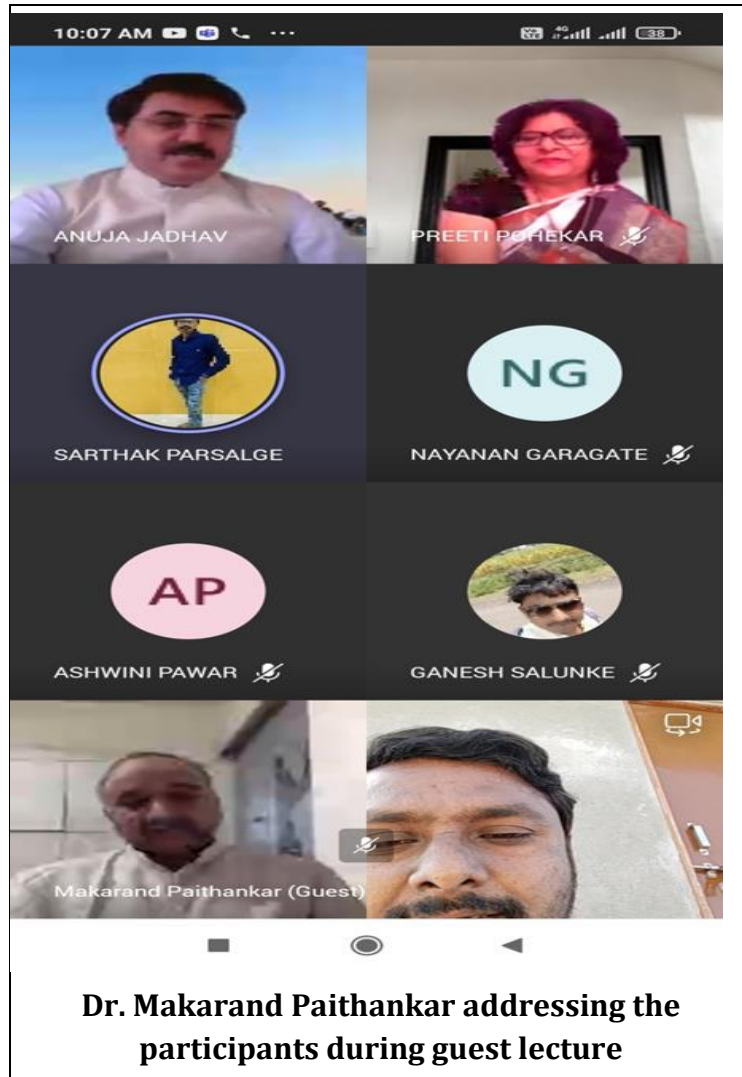 10:07 AM ...
4G 38
ANUJA JADHAV
PREETI POHEKAR
SARTHAK PARSALGE
NG
NAYANAN GARAGATE
AP
ASHWINI PAWAR
GANESH SALUNKE
Makarand Paithankar (Guest)
Dr. Makarand Paithankar addressing the
participants during guest lecture